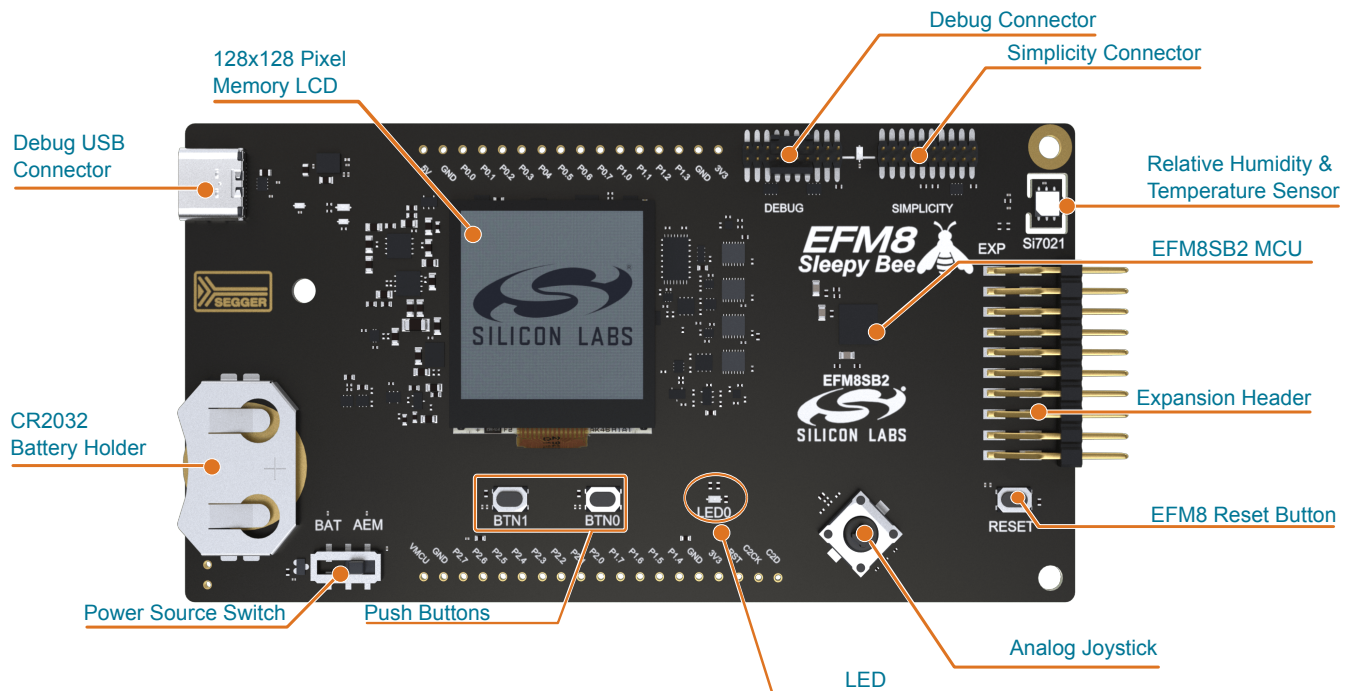 Debug Connector
Simplicity Connector
128x128 Pixel
Memory LCD
Debug USB
Connector
Relative Humidity &
Temperature Sensor
5V GND P0.0 P0.1 P0.2 P0.3 P04 P0.5 P0.6 P0.7 P1.0 P1.1 P1.2 P1.3 GND 3V3
DEBUG
SIMPLICITY
Si7021
EFM8
Sleepy Bee
EXP
EFM8SB2 MCU
SEGGER
SILICON LABS
EFM8SB2
SILICON LABS
Expansion Header
CR2032
Battery Holder
BAT AEM
BTN1
BTN0
LED0
RESET
EFM8 Reset Button
VMCU GND P2.7 P2.6 P2.5 P2.4 P2.3 P2.2 P2.0 P1.7 P1.6 P1.5 P1.4 GND 3V3 RST C2CK C2D
Power Source Switch
Push Buttons
Analog Joystick
LED